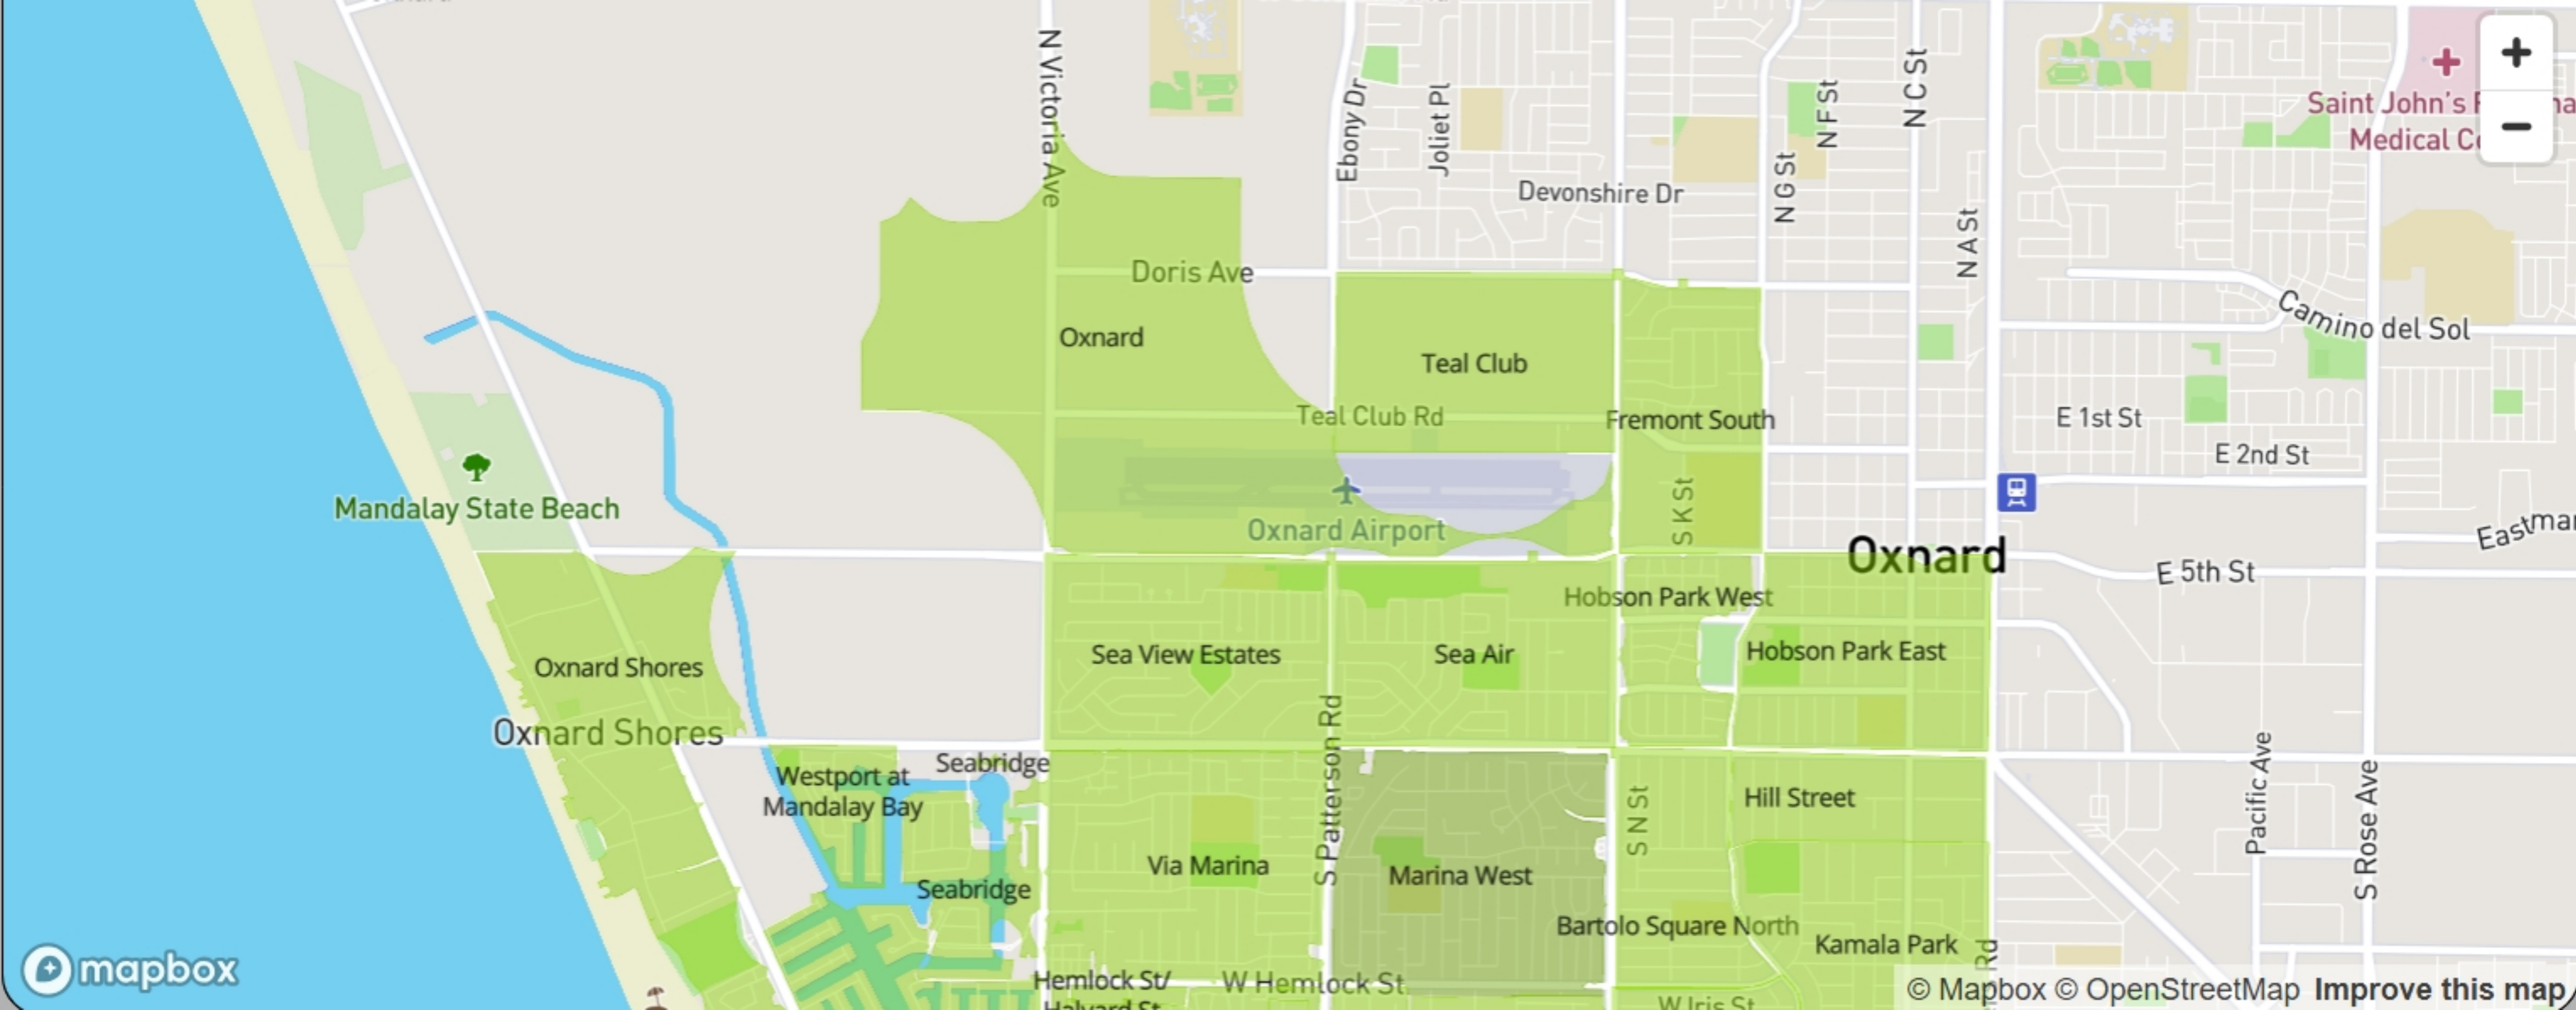 N Victoria Ave
Ebony Dr
Joliet Pl
N F St
N C St
Saint John's
Medical
Devonshire Dr
N G St
N A St
Doris Ave
Oxnard
Teal Club
Camino del Sol
Teal Club Rd
Fremont South
E 1st St
E 2nd St
Mandalay State Beach
Oxnard Airport
S K St
Oxnard
E 5th St
Hobson Park West
Sea View Estates
Sea Air
Hobson Park East
Oxnard Shores
Oxnard Shores
S Patterson Rd
Seabridge
Westport at
Mandalay Bay
Hill Street
S N St
Pacific Ave
S Rose Ave
Via Marina
Marina West
Seabridge
Bartolo Square North
Kamala Park
Rd
Hemlock St/
W Hemlock St
W Iris St
mapbox
© Mapbox © OpenStreetMap Improve this map